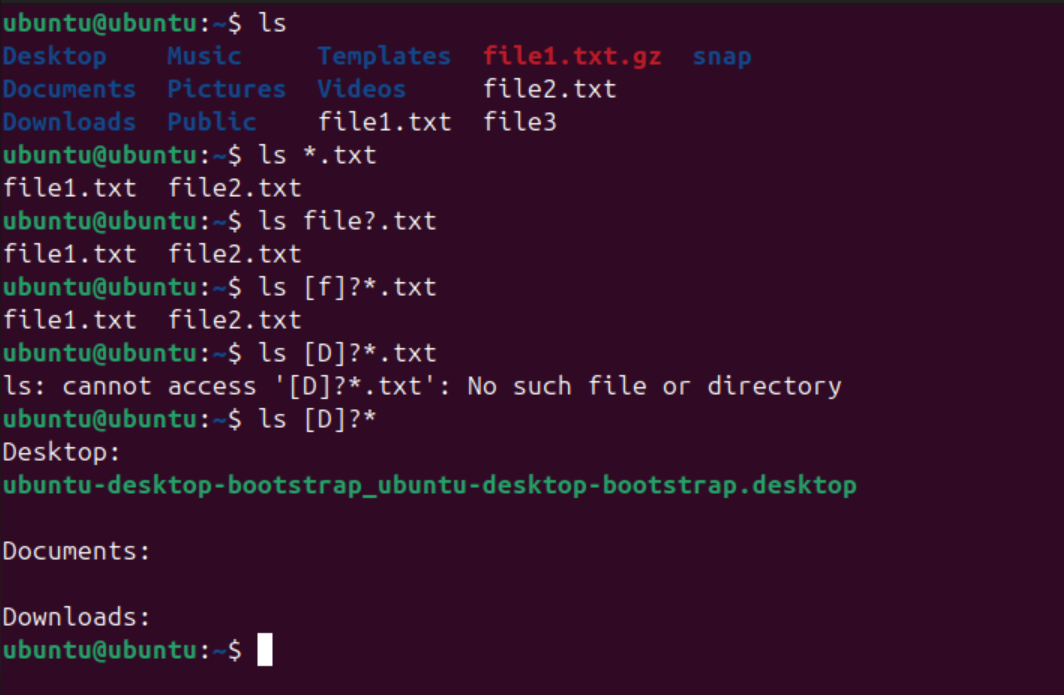 ubuntu@ubuntu:~$ ls
Desktop    Music     Templates  file1.txt.gz  snap
Documents  Pictures  Videos     file2.txt
Downloads  Public    file1.txt  file3
ubuntu@ubuntu:~$ ls *.txt
file1.txt  file2.txt
ubuntu@ubuntu:~$ ls file?.txt
file1.txt  file2.txt
ubuntu@ubuntu:~$ ls [f]?*.txt
file1.txt  file2.txt
ubuntu@ubuntu:~$ ls [D]?*.txt
ls: cannot access '[D]?*.txt': No such file or directory
ubuntu@ubuntu:~$ ls [D]?*
Desktop:
ubuntu-desktop-bootstrap_ubuntu-desktop-bootstrap.desktop

Documents:

Downloads:
ubuntu@ubuntu:~$